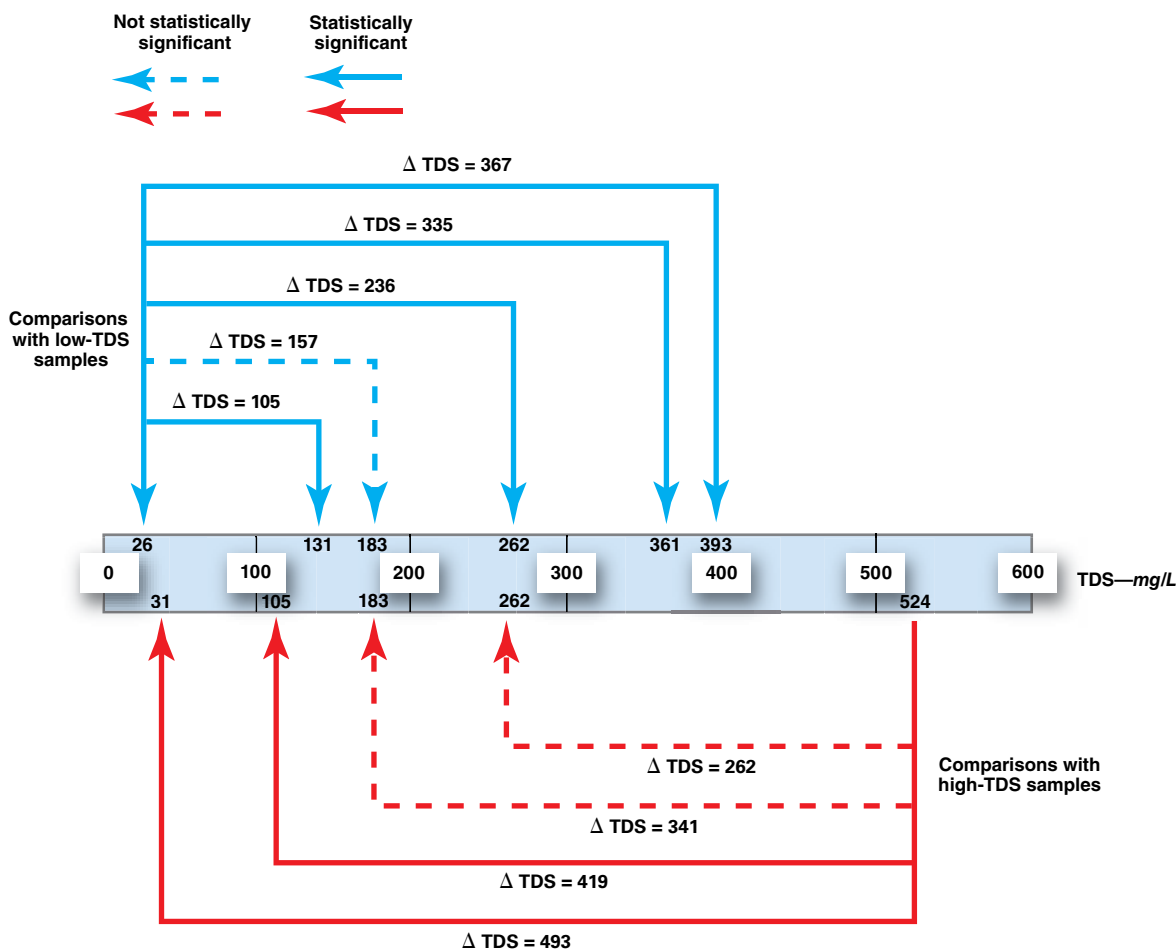 Not statistically
significant
Statistically
significant
Δ TDS = 367
Δ TDS = 335
Δ TDS = 236
Comparisons
with low-TDS
samples
Δ TDS = 157
Δ TDS = 105
26
131
183
262
361
393
0
100
200
300
400
500
600
TDS—mg/L
31
105
183
262
524
Δ TDS = 262
Comparisons with
high-TDS samples
Δ TDS = 341
Δ TDS = 419
Δ TDS = 493